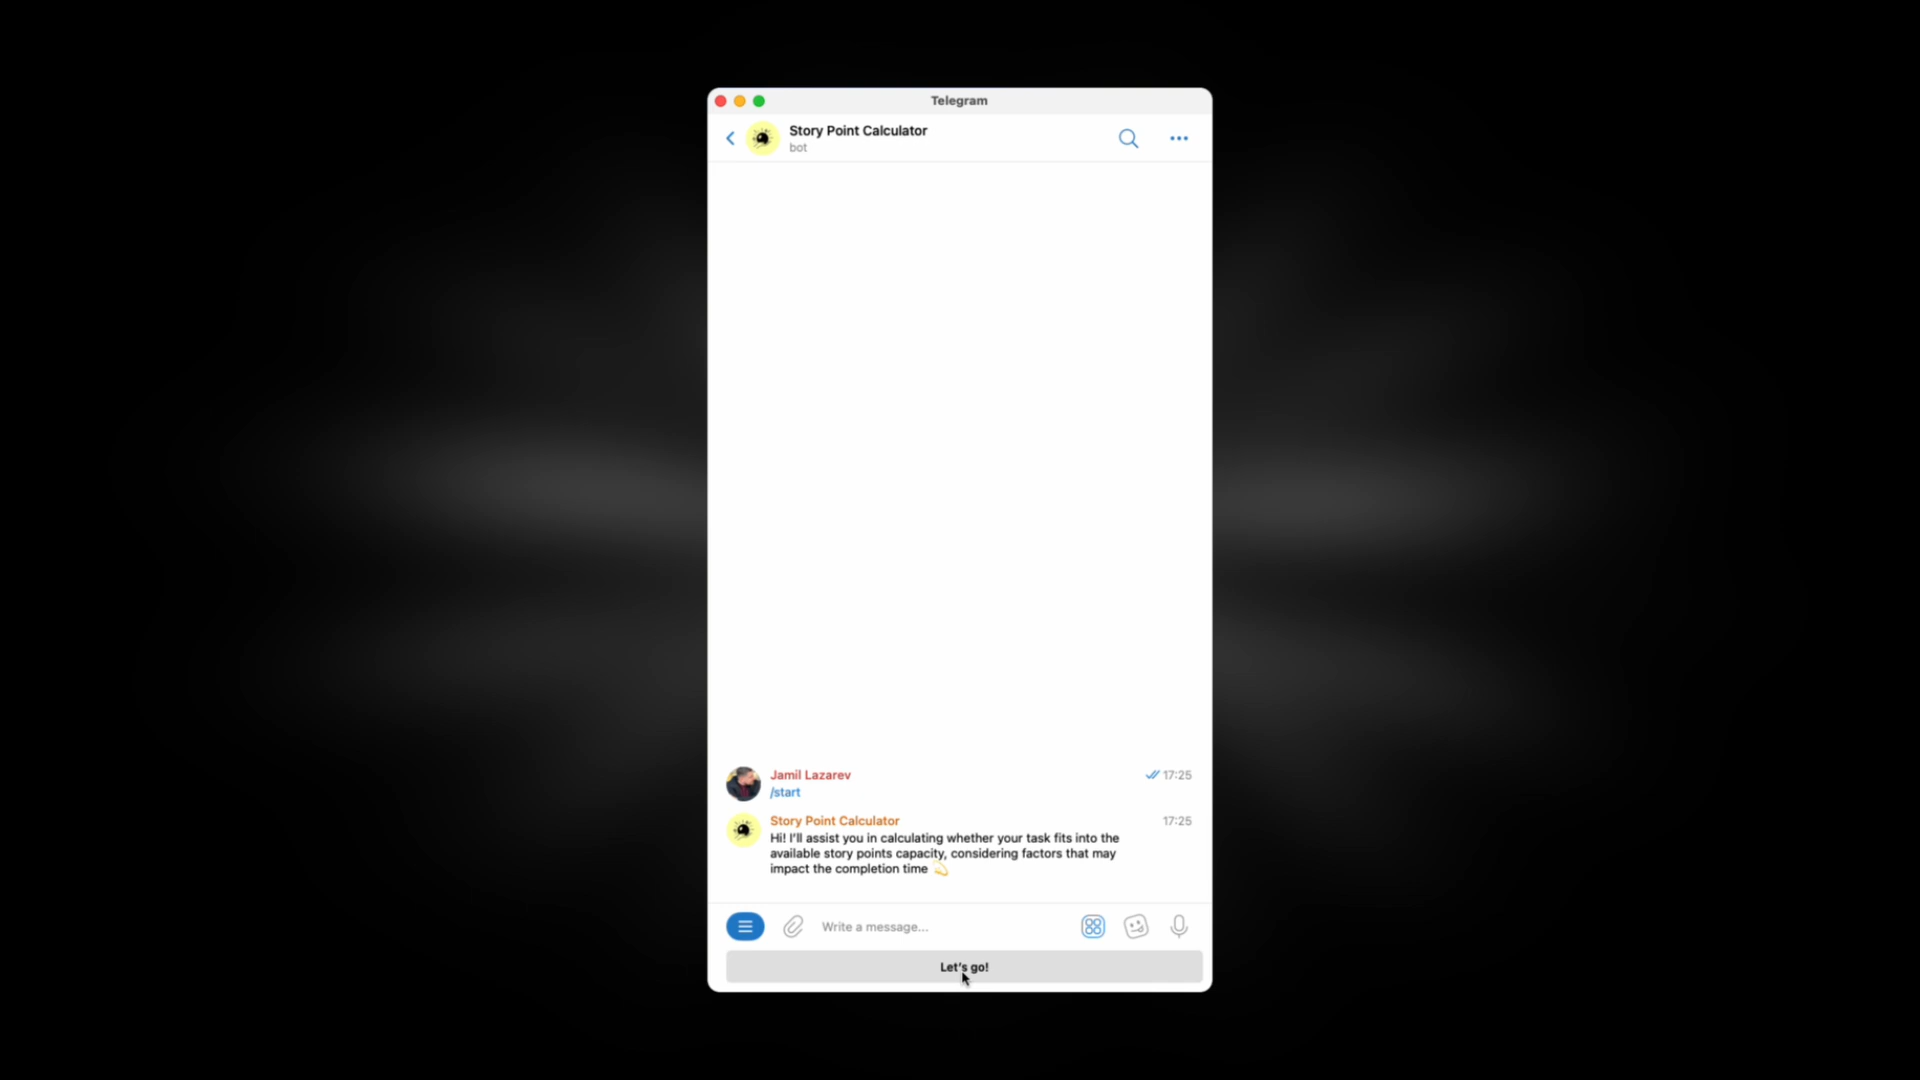 Telegram
Story Point Calculator
bot
Jamil Lazarev 17:25
/start
Story Point Calculator 17:25
Hi! I'll assist you in calculating whether your task fits into the
available story points capacity, considering factors that may
impact the completion time 💫
Write a message...
Let's go!